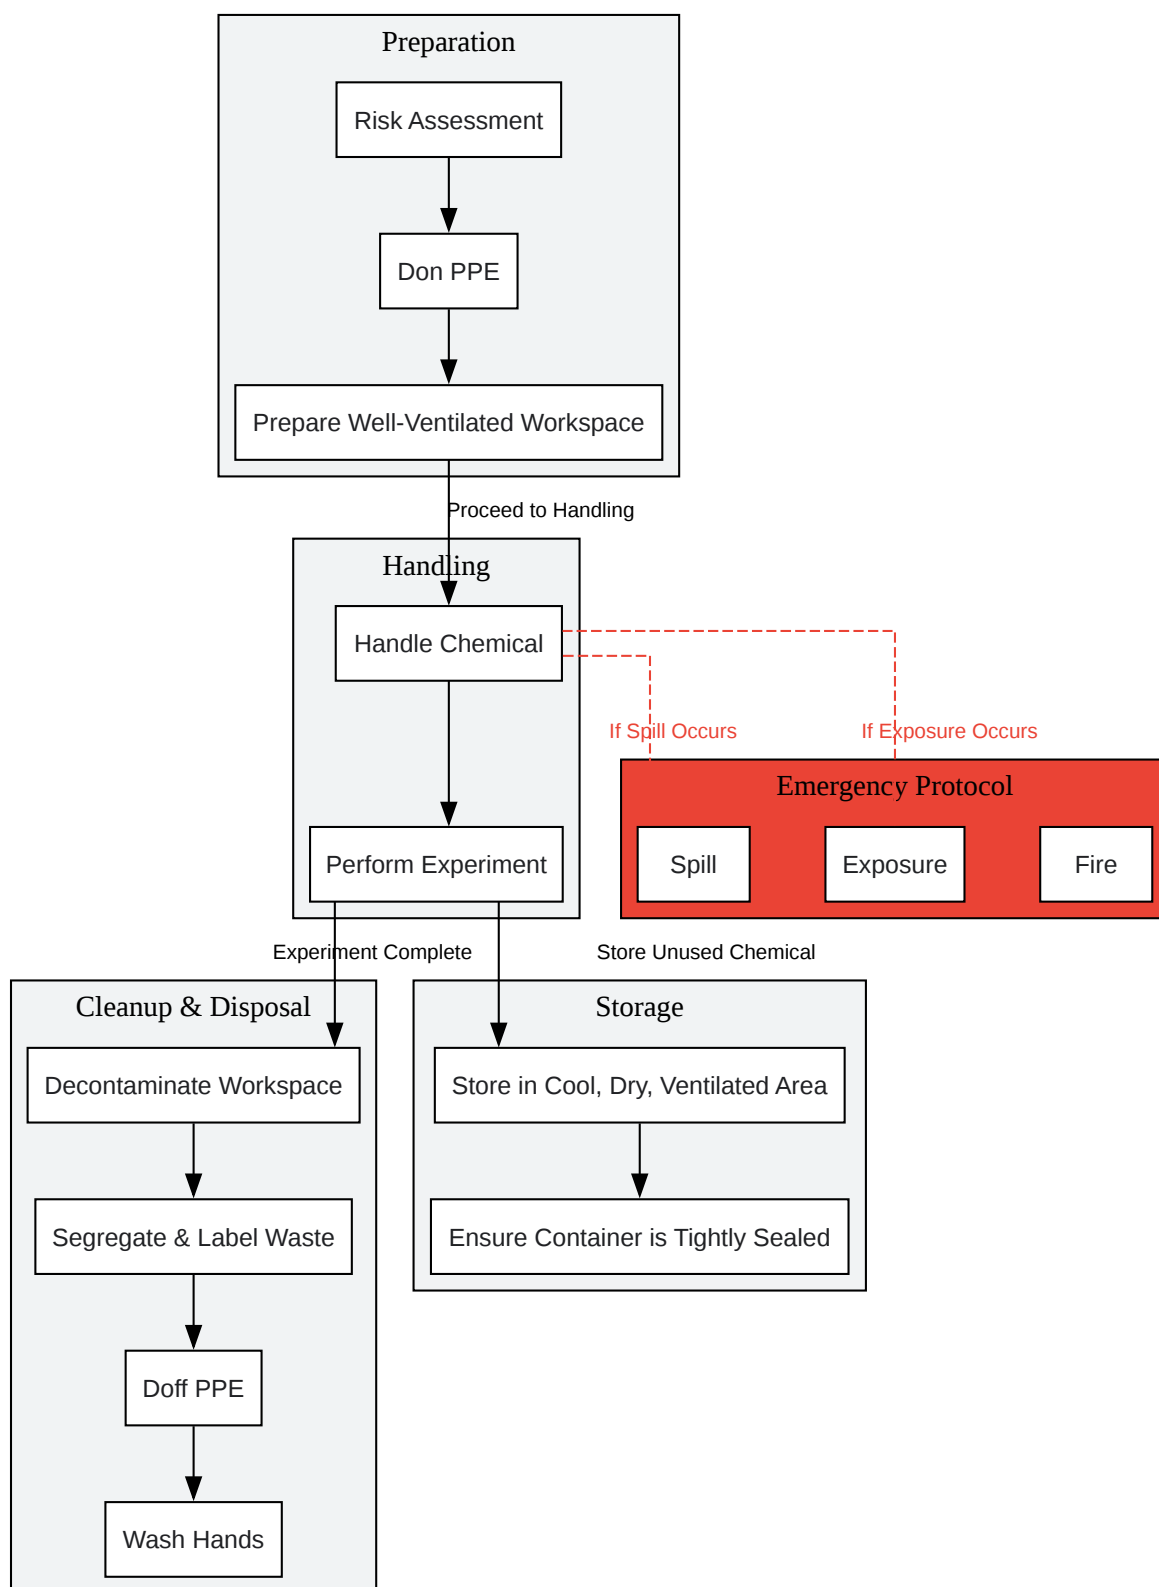 Preparation
Risk Assessment
Don PPE
Prepare Well-Ventilated Workspace
Proceed to Handling
Handling
Handle Chemical
If Spill Occurs
If Exposure Occurs
Emergency Protocol
Spill
Exposure
Fire
Perform Experiment
Experiment Complete
Store Unused Chemical
Cleanup & Disposal
Decontaminate Workspace
Segregate & Label Waste
Doff PPE
Wash Hands
Storage
Store in Cool, Dry, Ventilated Area
Ensure Container is Tightly Sealed